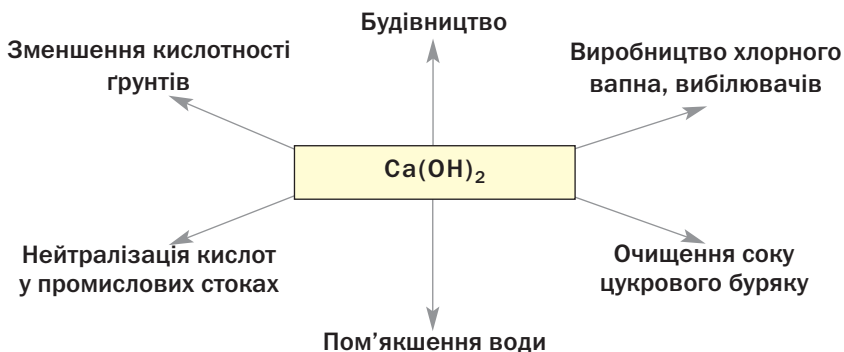 Будівництво
Зменшення кислотності
ґрунтів
Виробництво хлорного
вапна, вибілювачів
Ca(OH)₂
Нейтралізація кислот
у промислових стоках
Очищення соку
цукрового буряку
Пом’якшення води